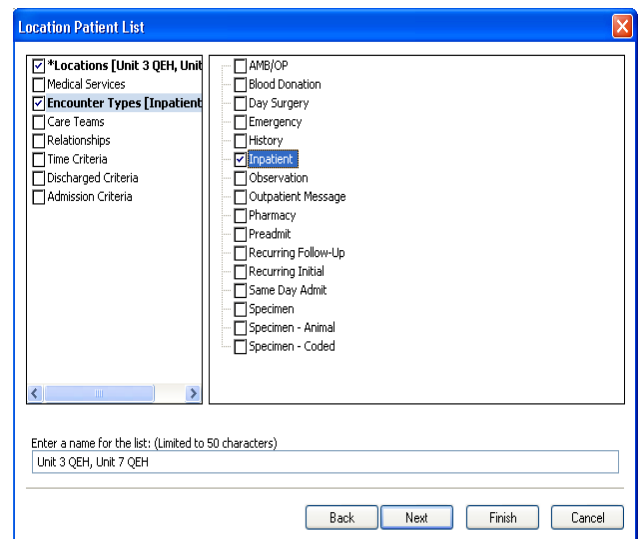 Location Patient List
*Locations [Unit 3 QEH, Unit
Medical Services
Encounter Types [Inpatient
Care Teams
Relationships
Time Criteria
Discharged Criteria
Admission Criteria
AMB/OP
Blood Donation
Day Surgery
Emergency
History
Inpatient
Observation
Outpatient Message
Pharmacy
Preadmit
Recurring Follow-Up
Recurring Initial
Same Day Admit
Specimen
Specimen - Animal
Specimen - Coded
Enter a name for the list: (Limited to 50 characters)
Unit 3 QEH, Unit 7 QEH
Back Next Finish Cancel